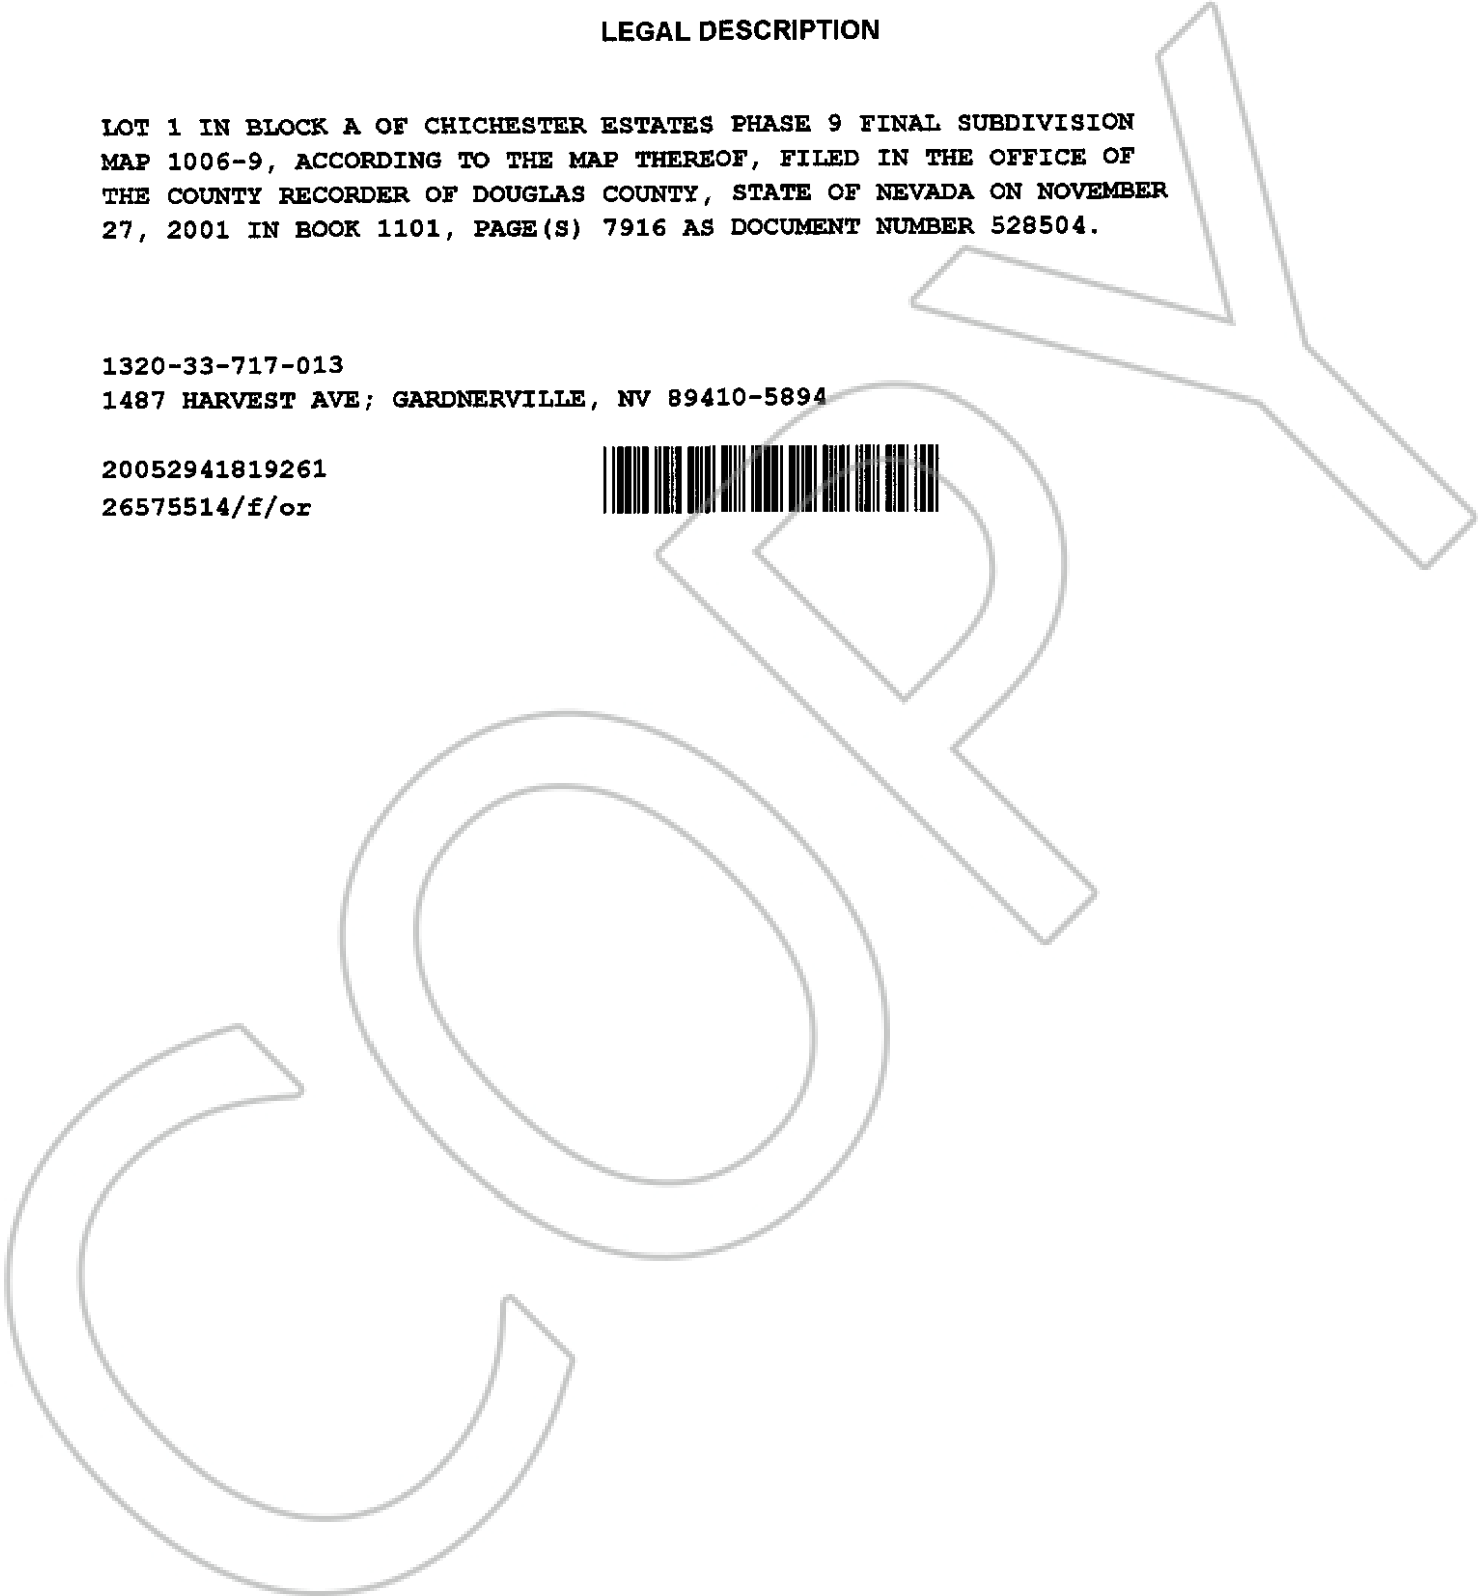 LEGAL DESCRIPTION
LOT 1 IN BLOCK A OF CHICHESTER ESTATES PHASE 9 FINAL SUBDIVISION
MAP 1006-9, ACCORDING TO THE MAP THEREOF, FILED IN THE OFFICE OF
THE COUNTY RECORDER OF DOUGLAS COUNTY, STATE OF NEVADA ON NOVEMBER
27, 2001 IN BOOK 1101, PAGE(S) 7916 AS DOCUMENT NUMBER 528504.
1320-33-717-013
1487 HARVEST AVE; GARDNERVILLE, NV 89410-5894
20052941819261
26575514/f/or
COPY